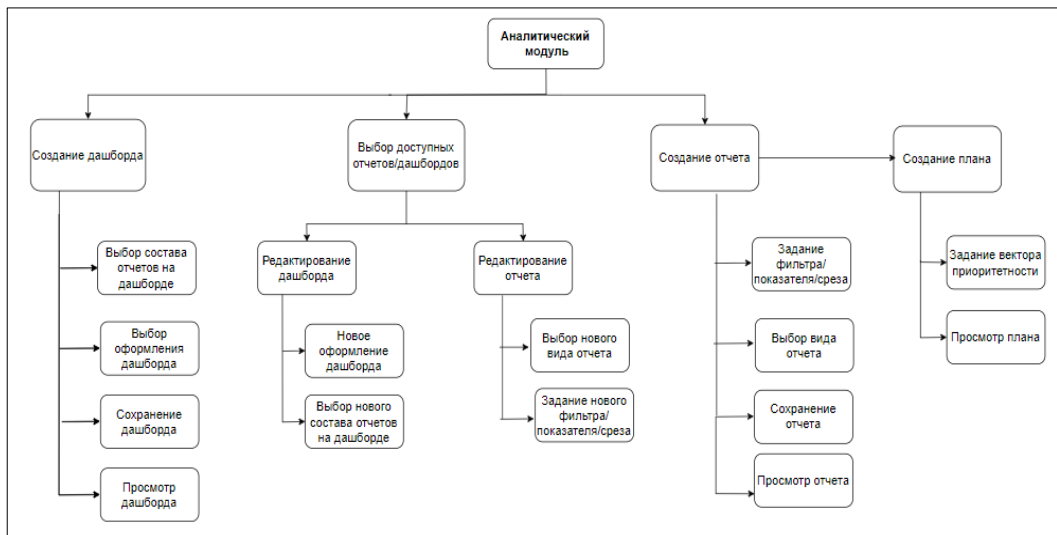 Аналитический
модуль
Создание дашборда
Выбор доступных
отчетов/дашбордов
Создание отчета
Создание плана
Выбор состава
отчетов на
дашборде
Выбор
оформления
дашборда
Сохранение
дашборда
Просмотр
дашборда
Редактирование
дашборда
Новое
оформление
дашборда
Выбор нового
состава отчетов
на дашборде
Редактирование
отчета
Выбор нового
вида отчета
Задание нового
фильтра/
показателя/среза
Задание
фильтра/
показателя/среза
Выбор вида
отчета
Сохранение
отчета
Просмотр отчета
Задание вектора
приоритетности
Просмотр плана